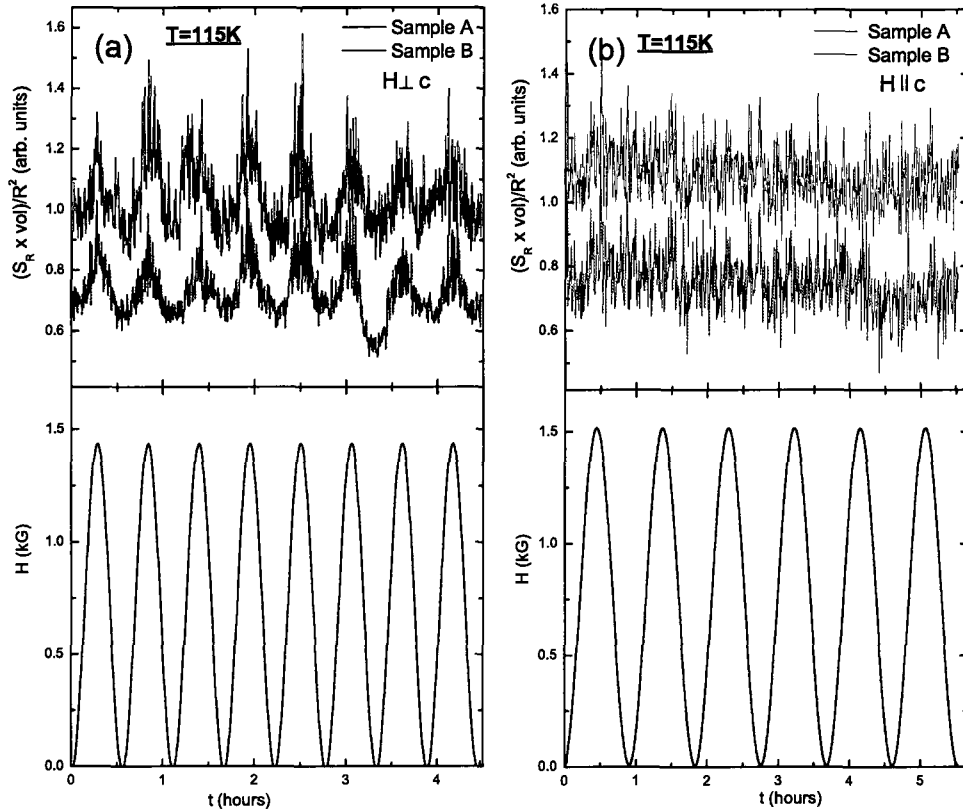 (a)
T=115K
Sample A
Sample B
H⊥c
(S_R x vol)/R² (arb. units)
1.6
1.4
1.2
1.0
0.8
0.6
H (kG)
1.5
1.0
0.5
0.0
0
1
2
3
4
t (hours)
(b)
T=115K
Sample A
Sample B
H || c
(S_R x vol)/R² (arb. units)
1.6
1.4
1.2
1.0
0.8
0.6
H (kG)
1.5
1.0
0.5
0.0
0
1
2
3
4
5
t (hours)